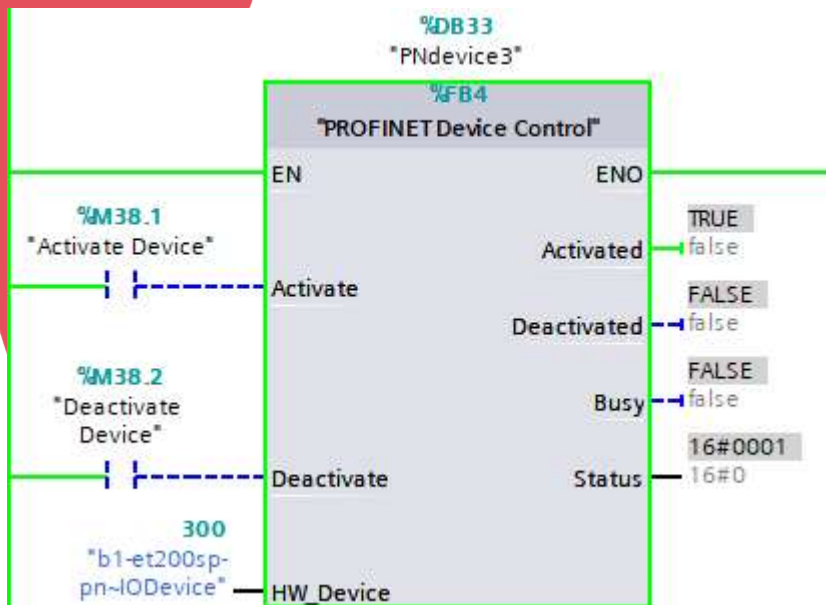 %DB33
"PNdevice3"
%FB4
"PROFINET Device Control"
EN
ENO
%M38.1
"Activate Device"
Activate
Activated
TRUE
false
Deactivated
FALSE
false
%M38.2
"Deactivate
Device"
Deactivate
Busy
FALSE
false
Status
16#0001
16#0
300
"b1-et200sp-
pn~IODevice"
HW_Device